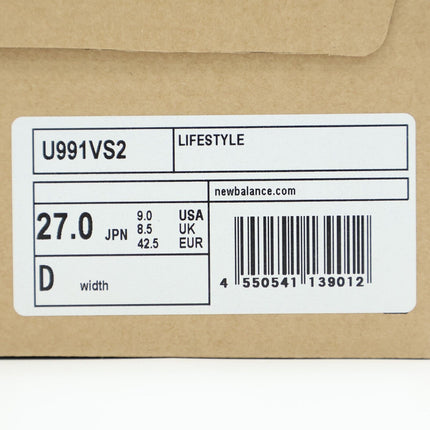 U991VS2
LIFESTYLE
newbalance.com
27.0 JPN
9.0 USA
8.5 UK
42.5 EUR
D width
4 550541 139012